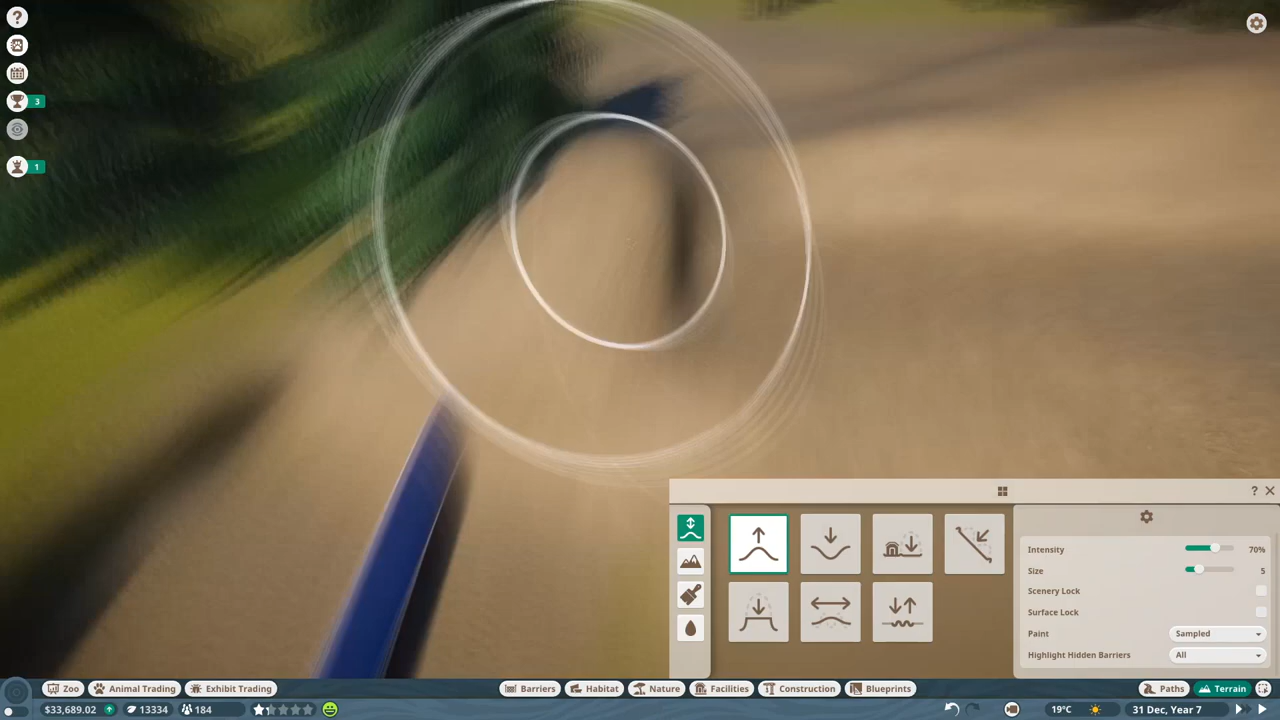 ?
3
1
?
Intensity 70%
Size 5
Scenery Lock
Surface Lock
Paint Sampled
Highlight Hidden Barriers All
Zoo Animal Trading Exhibit Trading Barriers Habitat Nature Facilities Construction Blueprints Paths Terrain
$33,689.02 13334 184 19°C 31 Dec, Year 7